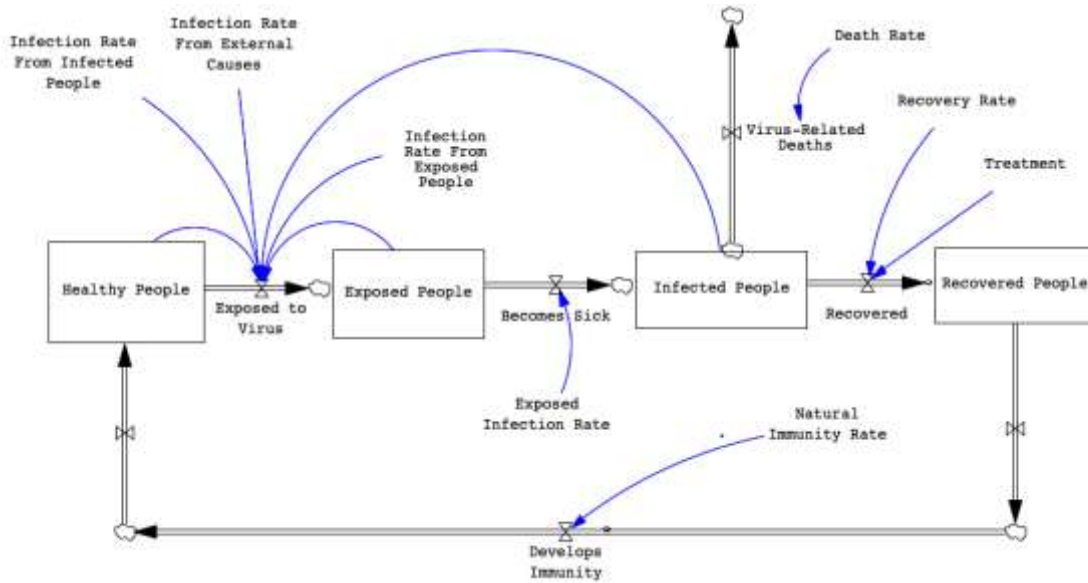 Infection Rate
From Infected
People
Infection Rate
From External
Causes
Infection
Rate From
Exposed
People
Death Rate
Virus-Related
Deaths
Recovery Rate
Treatment
Healthy People
Exposed to
Virus
Exposed People
Becomes Sick
Infected People
Recovered
Recovered People
Exposed
Infection Rate
Natural
Immunity Rate
Develops
Immunity